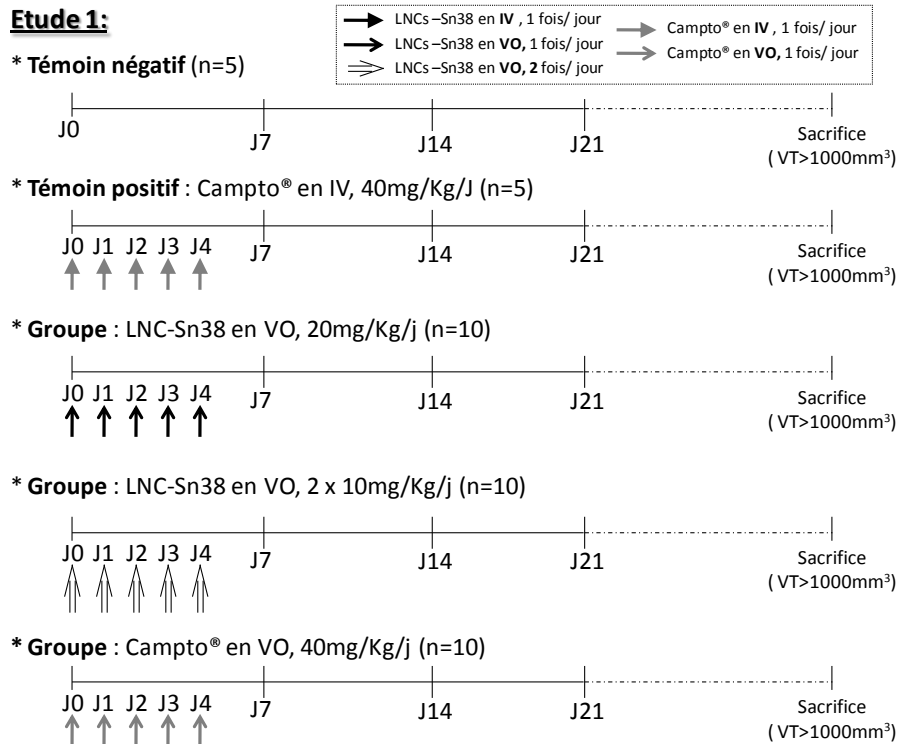 Etude 1:
LNCs –Sn38 en IV , 1 fois/ jour
LNCs –Sn38 en VO, 1 fois/ jour
LNCs –Sn38 en VO, 2 fois/ jour
Campto® en IV , 1 fois/ jour
Campto® en VO, 1 fois/ jour
* Témoin négatif (n=5)
J0 J7 J14 J21 Sacrifice
( VT>1000mm³)
* Témoin positif : Campto® en IV, 40mg/Kg/J (n=5)
J0 J1 J2 J3 J4 J7 J14 J21 Sacrifice
( VT>1000mm³)
* Groupe : LNC-Sn38 en VO, 20mg/Kg/j (n=10)
J0 J1 J2 J3 J4 J7 J14 J21 Sacrifice
( VT>1000mm³)
* Groupe : LNC-Sn38 en VO, 2 x 10mg/Kg/j (n=10)
J0 J1 J2 J3 J4 J7 J14 J21 Sacrifice
( VT>1000mm³)
* Groupe : Campto® en VO, 40mg/Kg/j (n=10)
J0 J1 J2 J3 J4 J7 J14 J21 Sacrifice
( VT>1000mm³)